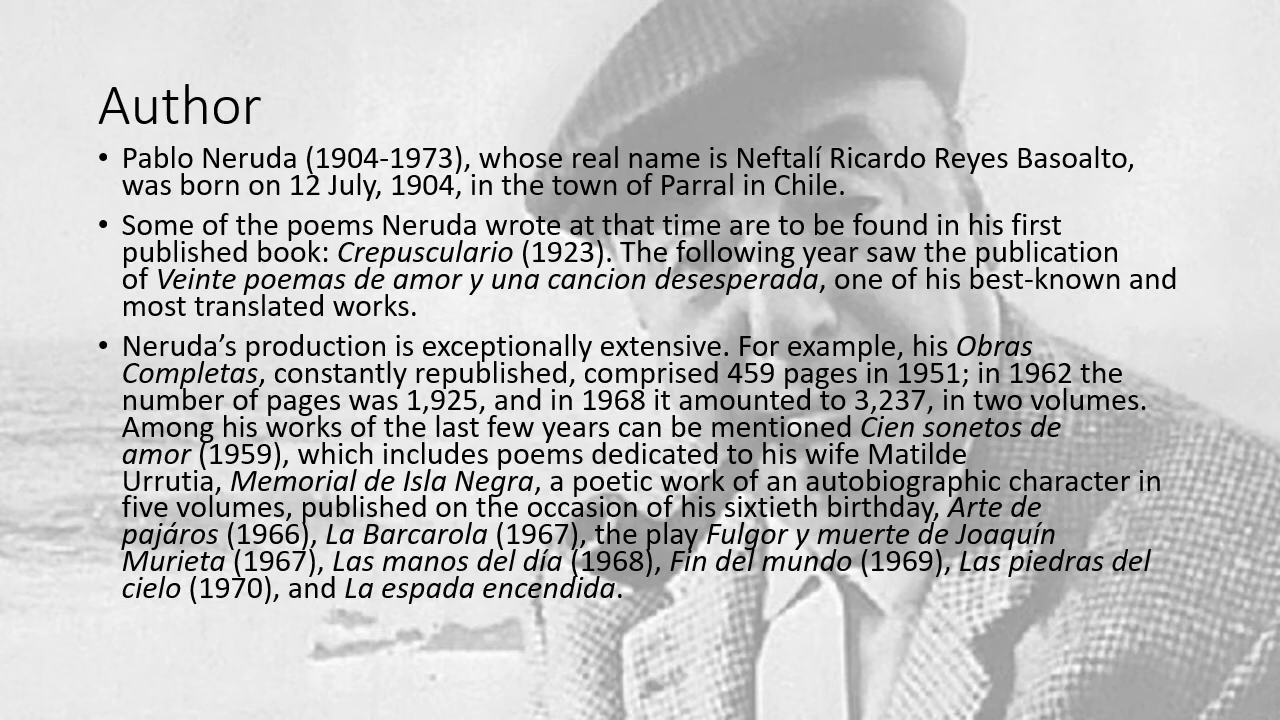 Author
• Pablo Neruda (1904-1973), whose real name is Neftalí Ricardo Reyes Basoalto,
was born on 12 July, 1904, in the town of Parral in Chile.
• Some of the poems Neruda wrote at that time are to be found in his first
published book: Crepusculario (1923). The following year saw the publication
of Veinte poemas de amor y una cancion desesperada, one of his best-known and
most translated works.
• Neruda’s production is exceptionally extensive. For example, his Obras
Completas, constantly republished, comprised 459 pages in 1951; in 1962 the
number of pages was 1,925, and in 1968 it amounted to 3,237, in two volumes.
Among his works of the last few years can be mentioned Cien sonetos de
amor (1959), which includes poems dedicated to his wife Matilde
Urrutia, Memorial de Isla Negra, a poetic work of an autobiographic character in
five volumes, published on the occasion of his sixtieth birthday, Arte de
pajáros (1966), La Barcarola (1967), the play Fulgor y muerte de Joaquín
Murieta (1967), Las manos del día (1968), Fin del mundo (1969), Las piedras del
cielo (1970), and La espada encendida.